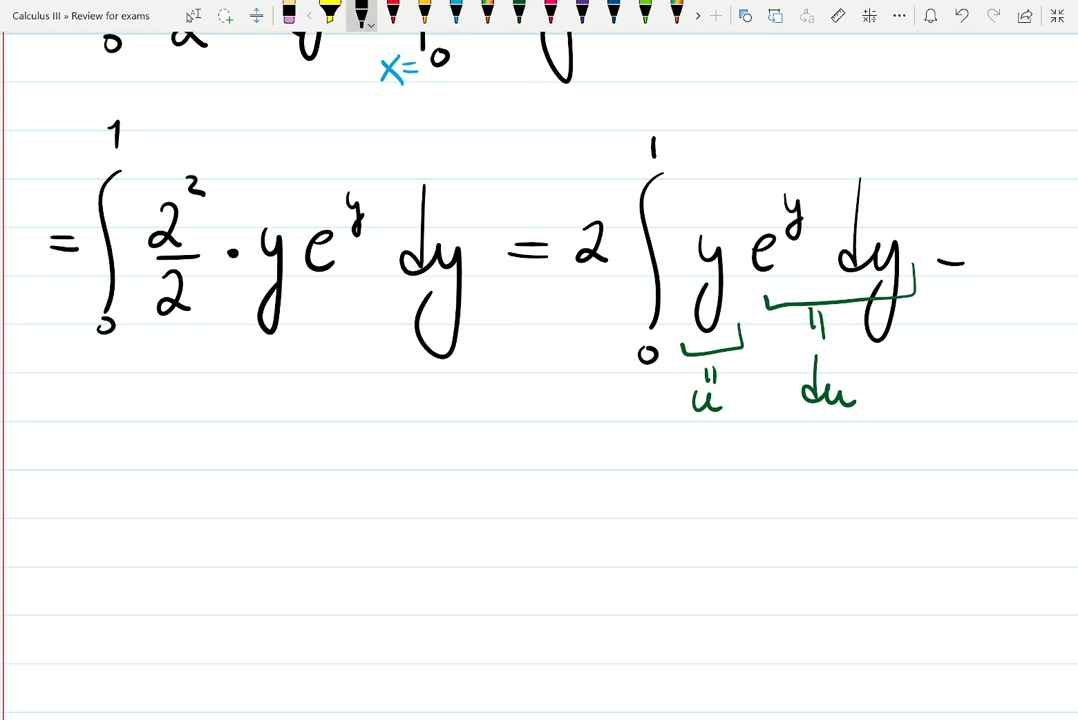 Calculus III » Review for exams
x= 0
= ∫₀¹ 2²/2 · y e^y dy = 2 ∫₀¹ y e^y dy –
u du